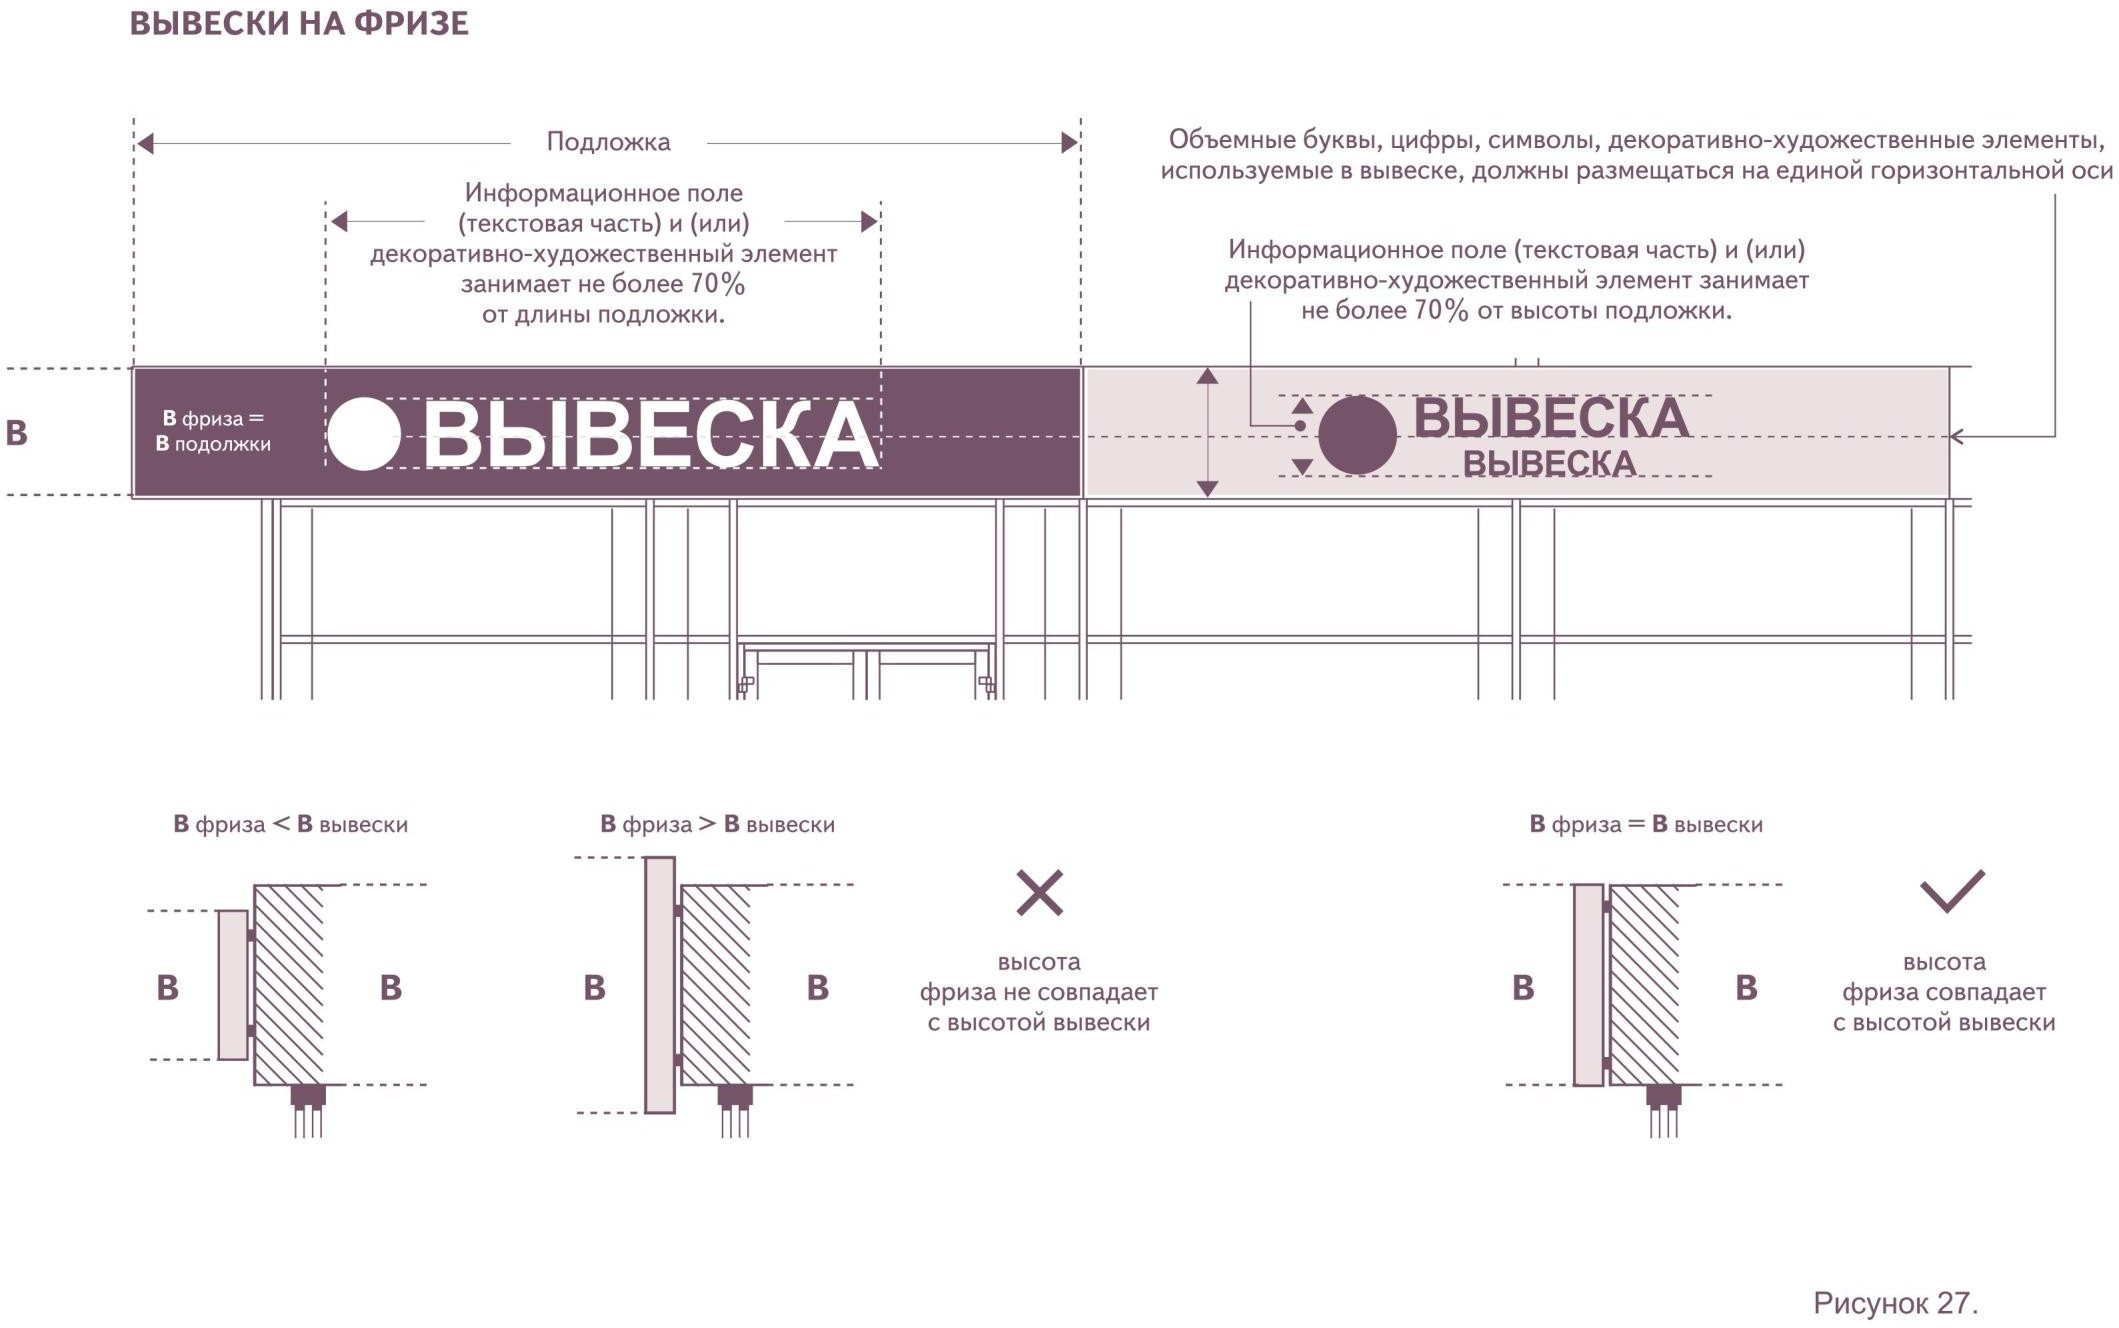 ВЫВЕСКИ НА ФРИЗЕ
Подложка
Информационное поле
(текстовая часть) и (или)
декоративно-художественный элемент
занимает не более 70%
от длины подложки.
Объемные буквы, цифры, символы, декоративно-художественные элементы,
используемые в вывеске, должны размещаться на единой горизонтальной оси
Информационное поле (текстовая часть) и (или)
декоративно-художественный элемент занимает
не более 70% от высоты подложки.
В
В фриза =
В подолжки
ВЫВЕСКА
ВЫВЕСКА
ВЫВЕСКА
В фриза < В вывески
В фриза > В вывески
В фриза = В вывески
В
В
В
В
высота
фриза не совпадает
с высотой вывески
В
В
высота
фриза совпадает
с высотой вывески
Рисунок 27.